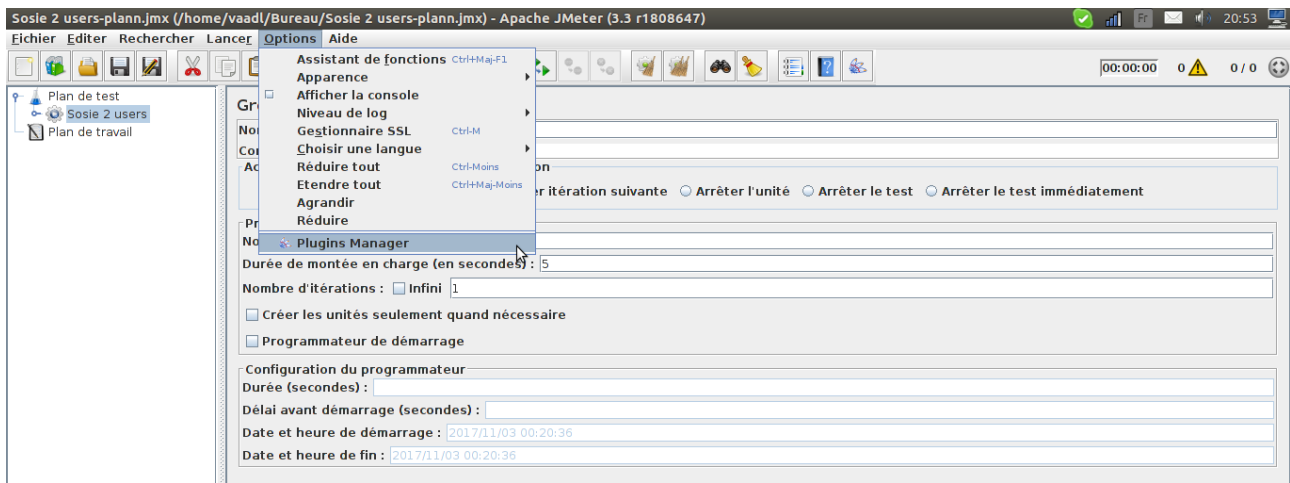 Sosie 2 users-plann.jmx (/home/vaadl/Bureau/Sosie 2 users-plann.jmx) - Apache JMeter (3.3 r1808647) Fr 20:53
Fichier Editer Rechercher Lancer Options Aide
00:00:00 0 0 / 0
Plan de test
Sosie 2 users
Plan de travail
Assistant de fonctions Ctrl+Maj-F1
Apparence
Afficher la console
Niveau de log
Gestionnaire SSL Ctrl-M
Choisir une langue
Réduire tout Ctrl-Moins
Etendre tout Ctrl+Maj-Moins
Agrandir
Réduire
Plugins Manager
Gr
No
Co
Ac on
er itération suivante Arrêter l'unité Arrêter le test Arrêter le test immédiatement
Pr
No
Durée de montée en charge (en secondes) : 5
Nombre d'itérations : Infini 1
Créer les unités seulement quand nécessaire
Programmateur de démarrage
Configuration du programmateur
Durée (secondes) :
Délai avant démarrage (secondes) :
Date et heure de démarrage : 2017/11/03 00:20:36
Date et heure de fin : 2017/11/03 00:20:36